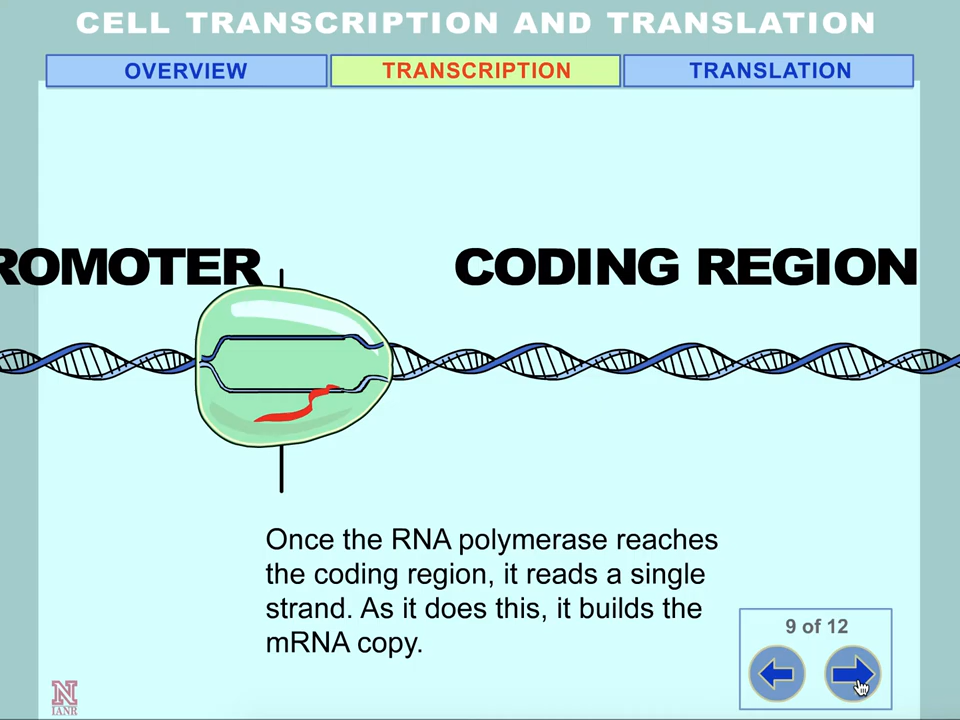 CELL TRANSCRIPTION AND TRANSLATION
OVERVIEW
TRANSCRIPTION
TRANSLATION
ROMOTER
CODING REGION
Once the RNA polymerase reaches
the coding region, it reads a single
strand. As it does this, it builds the
mRNA copy.
9 of 12
N
IANR